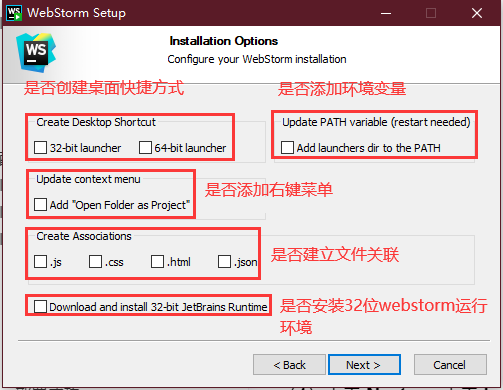 WebStorm Setup
WS
Installation Options
Configure your WebStorm installation
是否创建桌面快捷方式
是否添加环境变量
Create Desktop Shortcut
32-bit launcher
64-bit launcher
Update PATH variable (restart needed)
Add launchers dir to the PATH
Update context menu
Add "Open Folder as Project"
是否添加右键菜单
Create Associations
.js
.css
.html
.json
是否建立文件关联
Download and install 32-bit JetBrains Runtime
是否安装32位webstorm运行
环境
< Back
Next >
Cancel